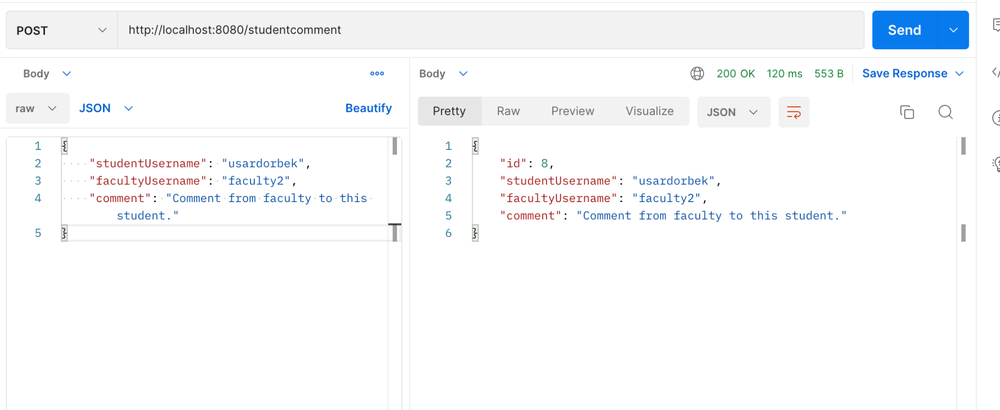 POST http://localhost:8080/studentcomment Send
Body
raw JSON Beautify
1 {
2 "studentUsername": "usardorbek",
3 "facultyUsername": "faculty2",
4 "comment": "Comment from faculty to this
student."
5 }
Body 200 OK 120 ms 553 B Save Response
Pretty Raw Preview Visualize JSON
1 {
2 "id": 8,
3 "studentUsername": "usardorbek",
4 "facultyUsername": "faculty2",
5 "comment": "Comment from faculty to this student."
6 }